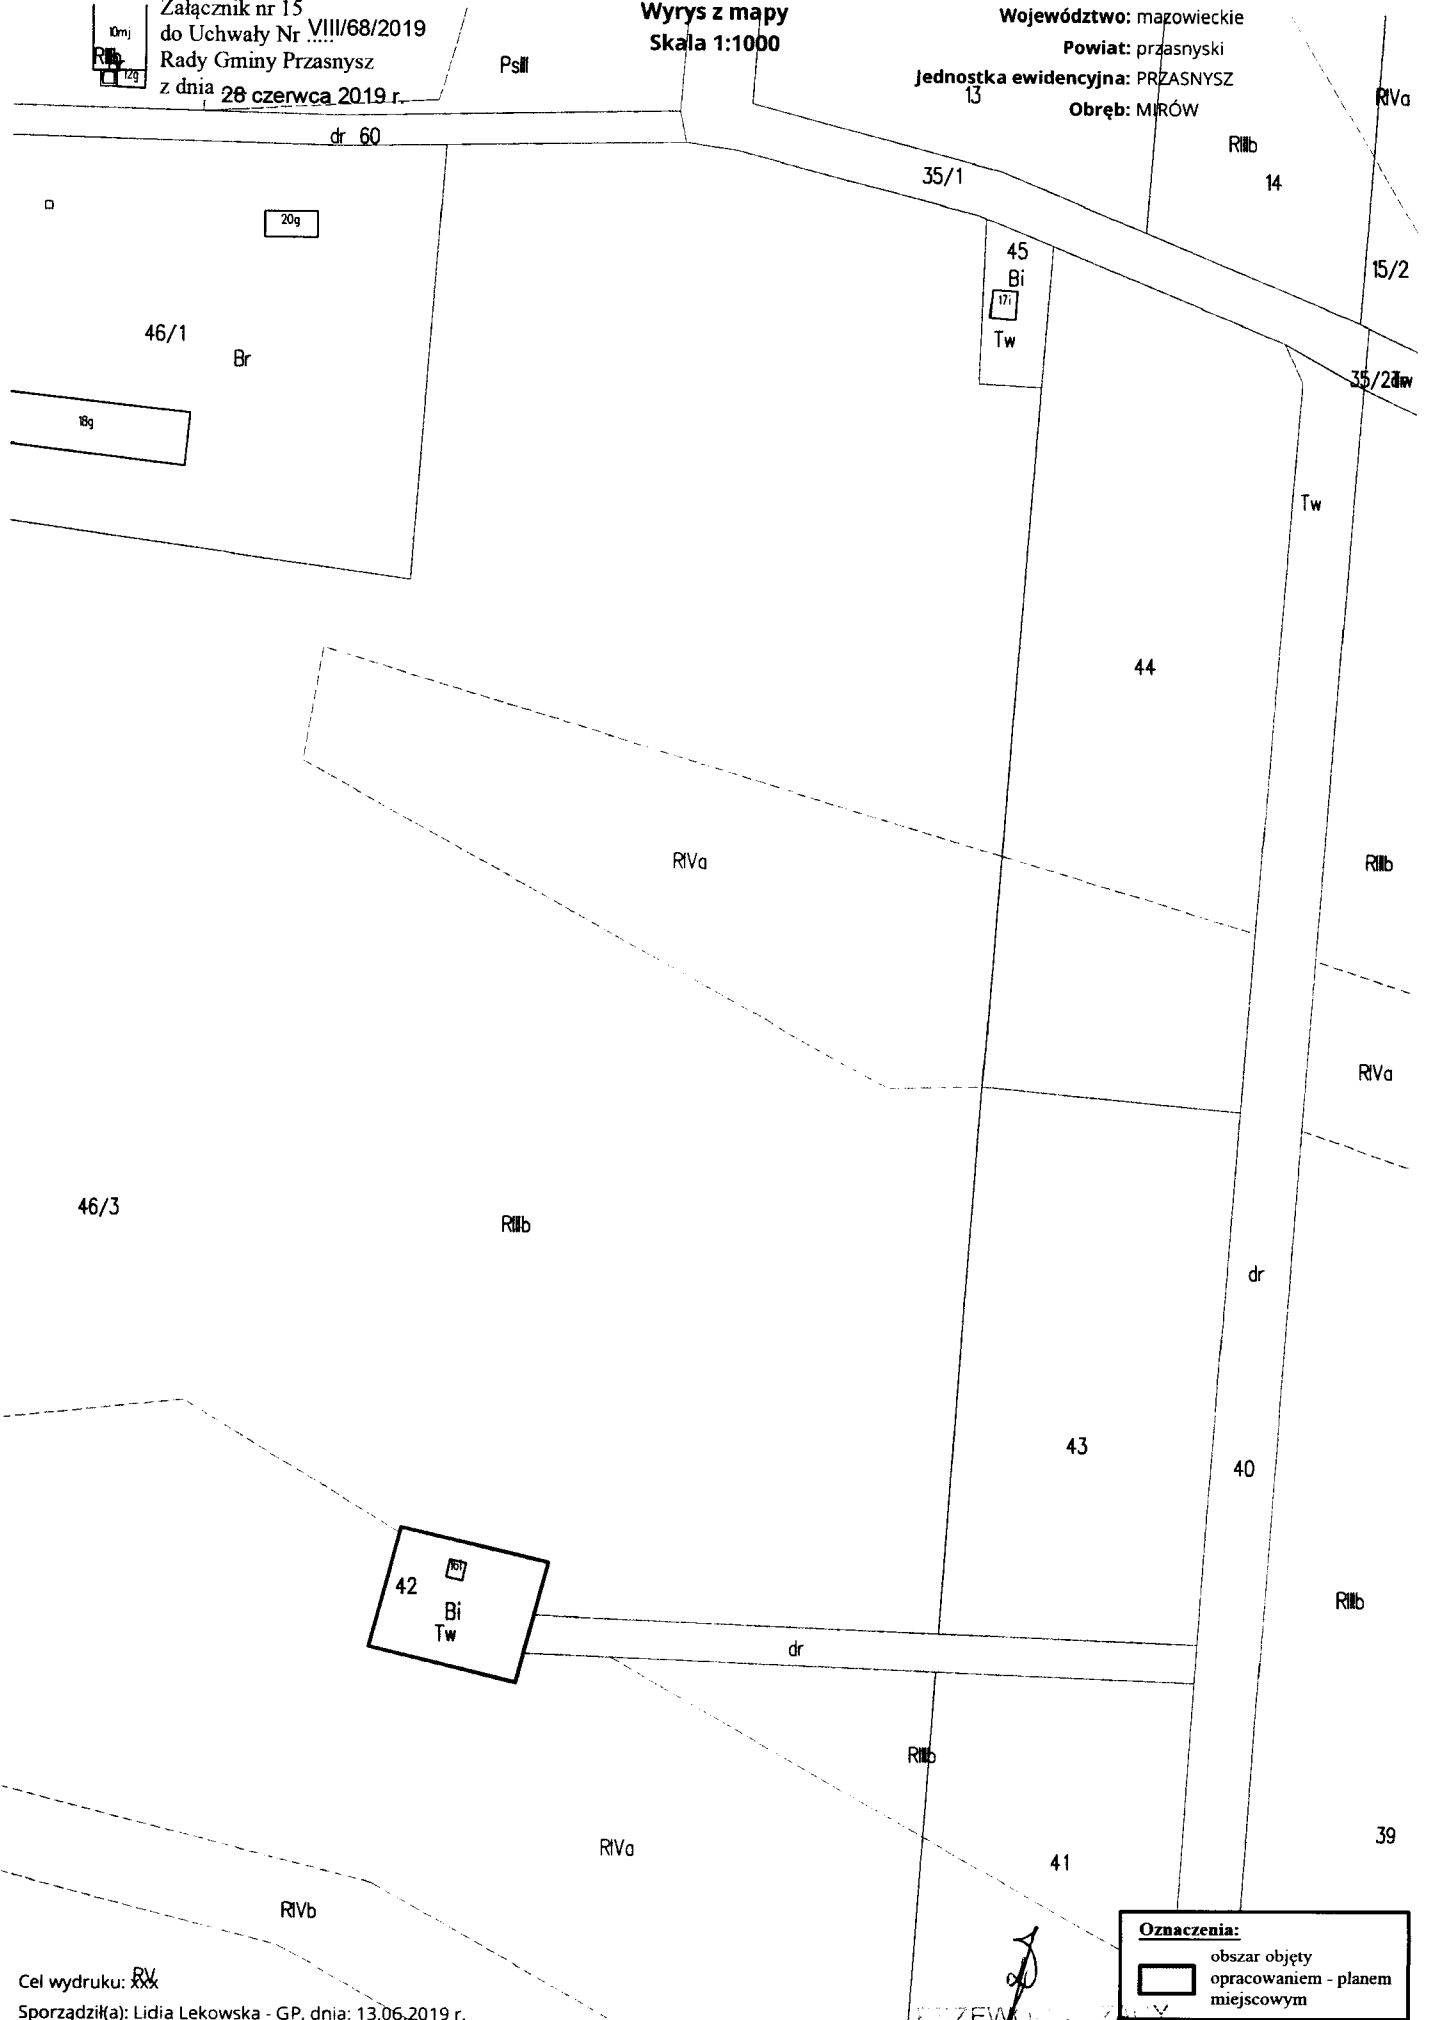 Załącznik nr 15
do Uchwały Nr ..... VIII/68/2019
Rady Gminy Przasnysz
z dnia 28 czerwca 2019 r.
Wyrys z mapy
Skala 1:1000
Województwo: mazowieckie
Powiat: przasnyski
Jednostka ewidencyjna: PRZASNYSZ
Obręb: MIRÓW
10mj
12g
PsIII
13
RIVa
dr 60
RIIIb
14
35/1
20g
45
Bi
17i
Tw
15/2
46/1
Br
35/2
18g
Tw
44
RIVa
RIIIb
RIVa
46/3
RIIIb
dr
43
40
42
Bi
Tw
RIIIb
dr
RIIIb
RIVa
41
39
RIVb
RV
Oznaczenia:
obszar objęty
opracowaniem - planem
miejscowym
Cel wydruku: xxx
Sporządził(a): Lidia Lekowska - GP, dnia: 13.06.2019 r.